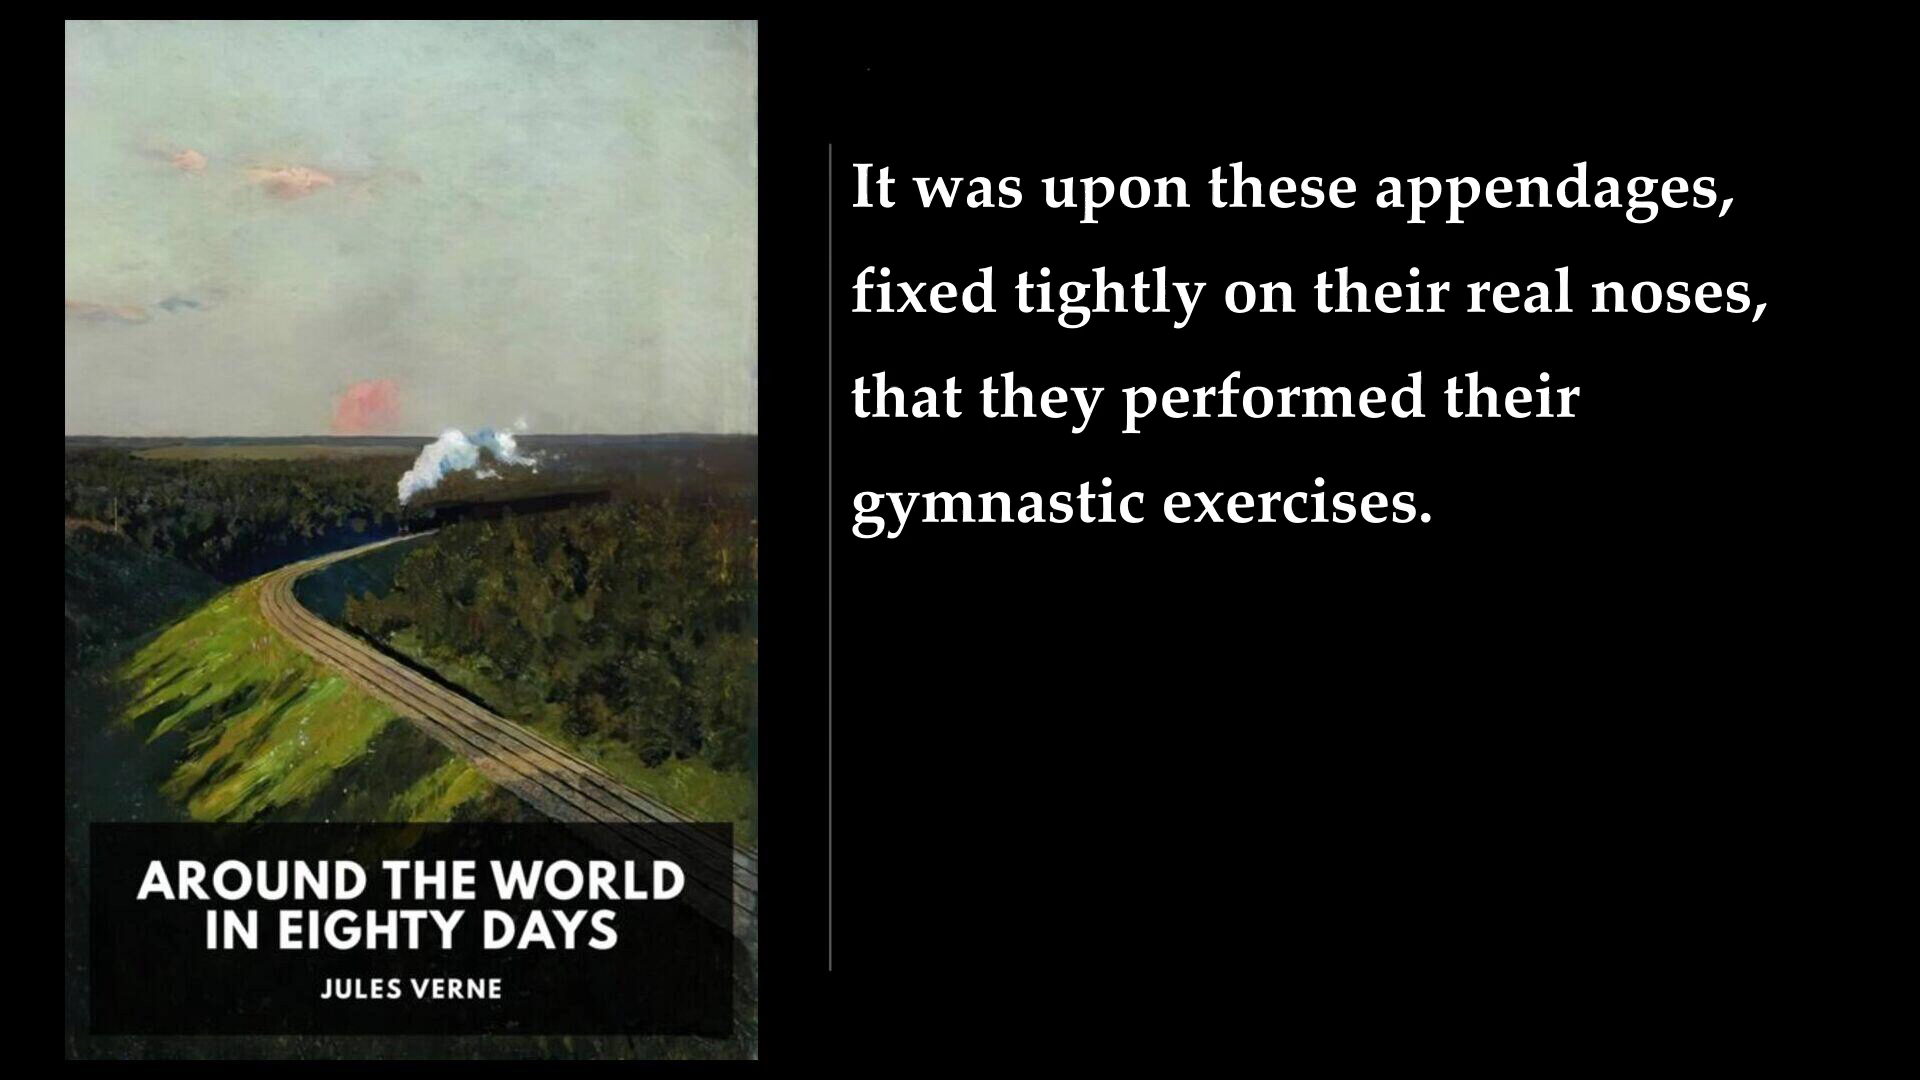 It was upon these appendages,
fixed tightly on their real noses,
that they performed their
gymnastic exercises.
AROUND THE WORLD
IN EIGHTY DAYS
JULES VERNE